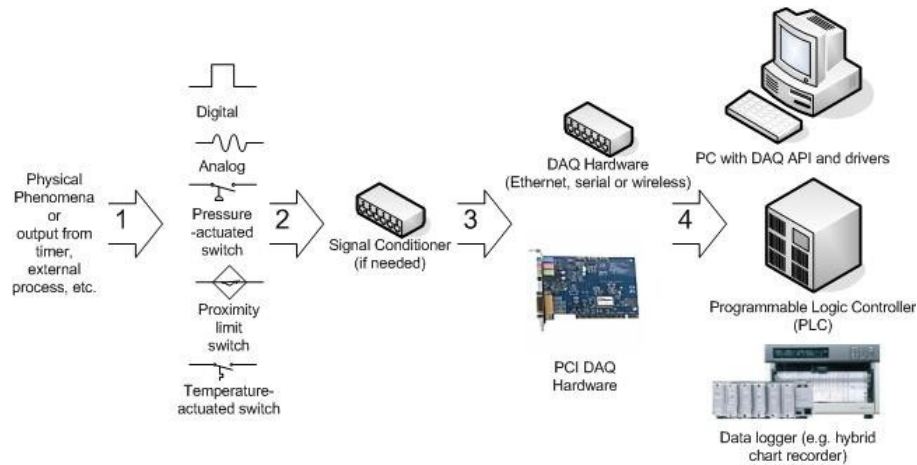 Physical
Phenomena
or
output from
timer,
external
process, etc.
1
Digital
Analog
Pressure
-actuated
switch
Proximity
limit
switch
Temperature-
actuated switch
2
Signal Conditioner
(if needed)
3
DAQ Hardware
(Ethernet, serial or wireless)
PCI DAQ
Hardware
4
PC with DAQ API and drivers
Programmable Logic Controller
(PLC)
Data logger (e.g. hybrid
chart recorder)